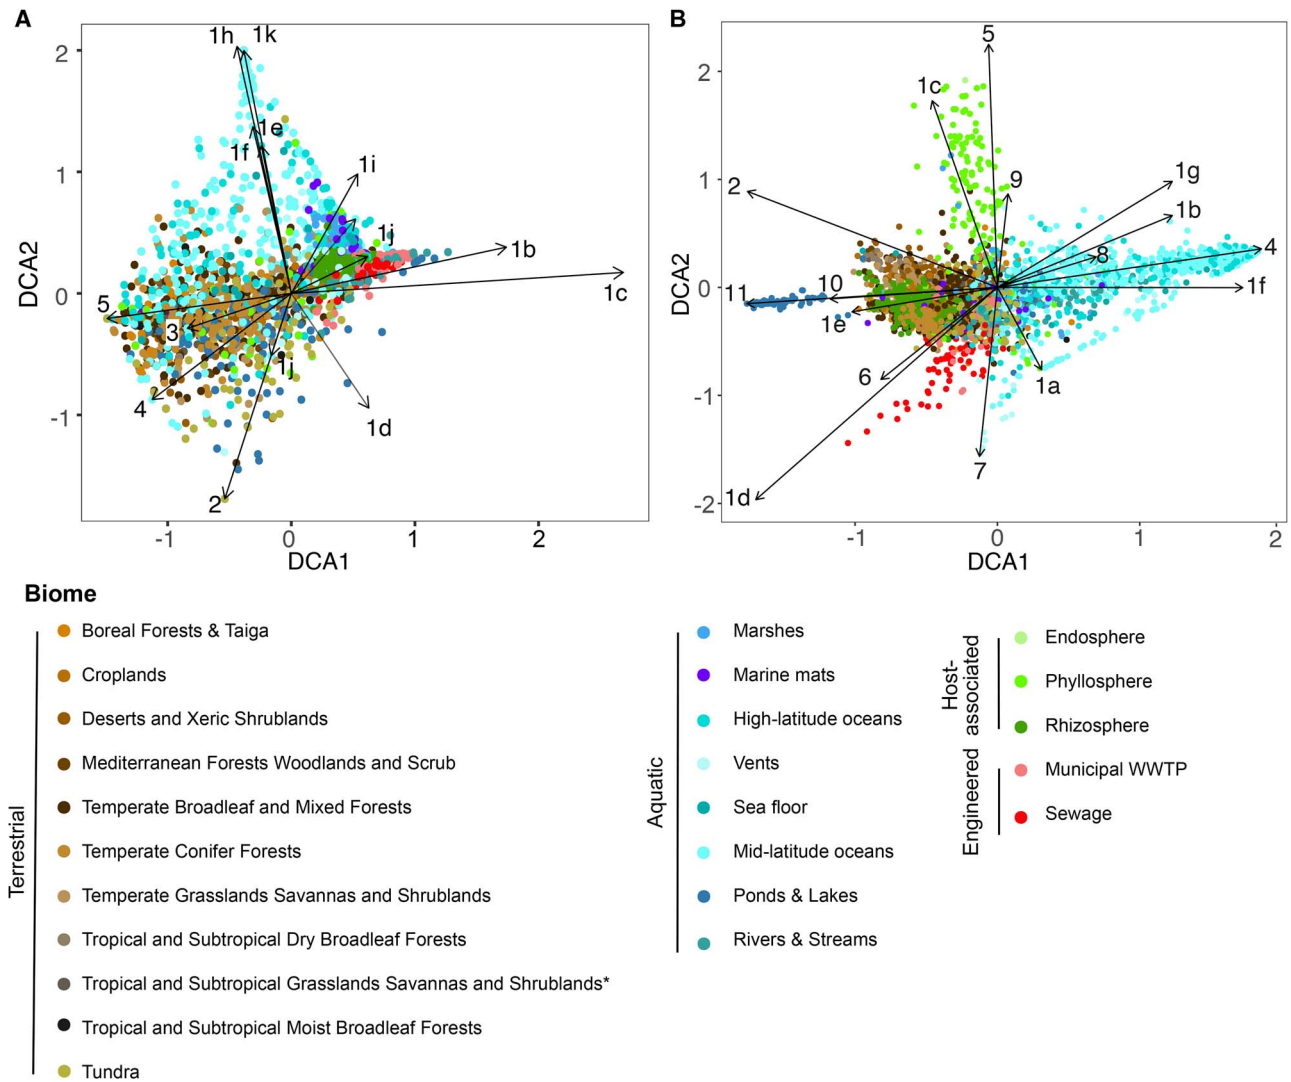 A
1h 1k
2
1e
1f
1i
1
1j
1b
DCA2
0
1c
5
3
1j
4
-1
1d
2
-1 0 1 2
DCA1
B
5
2
1c
1g
2
9
1
1b
8
4
DCA2
10
0
11
1f
1e
6
1a
-1
7
1d
-2
-1 0 1 2
DCA1
Biome
Terrestrial
Boreal Forests & Taiga
Croplands
Deserts and Xeric Shrublands
Mediterranean Forests Woodlands and Scrub
Temperate Broadleaf and Mixed Forests
Temperate Conifer Forests
Temperate Grasslands Savannas and Shrublands
Tropical and Subtropical Dry Broadleaf Forests
Tropical and Subtropical Grasslands Savannas and Shrublands*
Tropical and Subtropical Moist Broadleaf Forests
Tundra
Aquatic
Marshes
Marine mats
High-latitude oceans
Vents
Sea floor
Mid-latitude oceans
Ponds & Lakes
Rivers & Streams
Host-
associated
Endosphere
Phyllosphere
Rhizosphere
Engineered
Municipal WWTP
Sewage